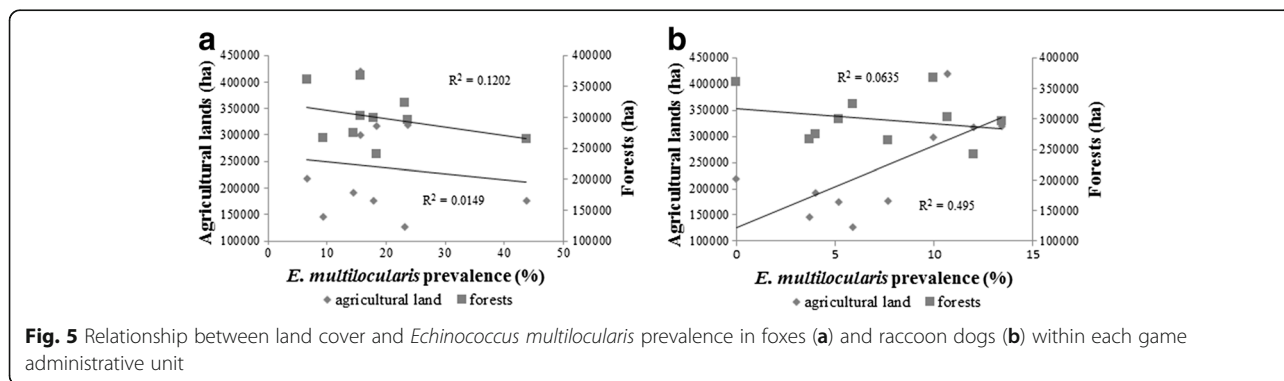 a
Agricultural lands (ha)
450000
400000
350000
300000
250000
200000
150000
100000
R² = 0.1202
R² = 0.0149
400000
350000
300000
250000
200000
150000
100000
Forests (ha)
0 10 20 30 40 50
E. multilocularis prevalence (%)
agricultural land forests
b
Agricultural lands (ha)
450000
400000
350000
300000
250000
200000
150000
100000
R² = 0.0635
R² = 0.495
400000
350000
300000
250000
200000
150000
100000
Forests (ha)
0 5 10 15
E. multilocularis prevalence (%)
agricultural land forests
Fig. 5 Relationship between land cover and Echinococcus multilocularis prevalence in foxes (a) and raccoon dogs (b) within each game
administrative unit